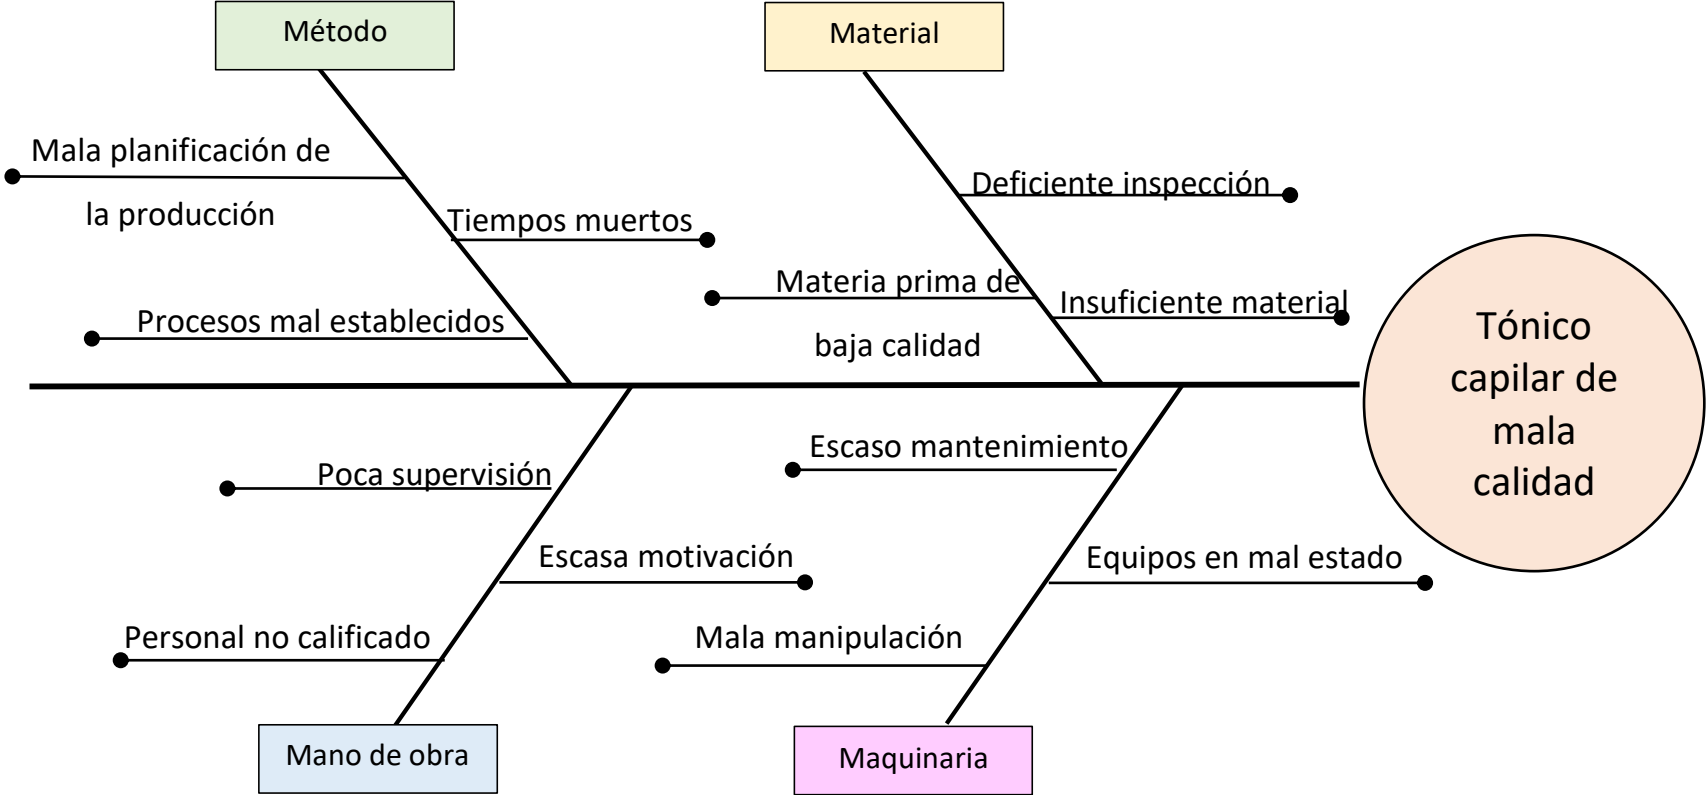 Método
Material
Mala planificación de
la producción
Tiempos muertos
Procesos mal establecidos
Deficiente inspección
Materia prima de
baja calidad
Insuficiente material
Tónico
capilar de
mala
calidad
Poca supervisión
Escasa motivación
Personal no calificado
Escaso mantenimiento
Equipos en mal estado
Mala manipulación
Mano de obra
Maquinaria